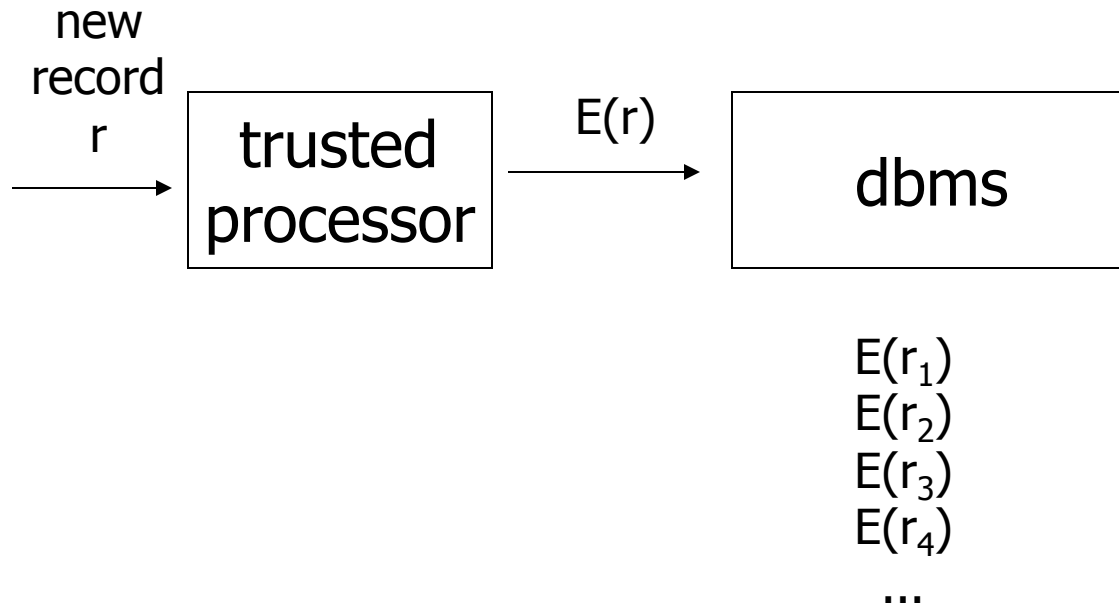 new
record
r
trusted
processor
E(r)
dbms
E(r₁)
E(r₂)
E(r₃)
E(r₄)
...